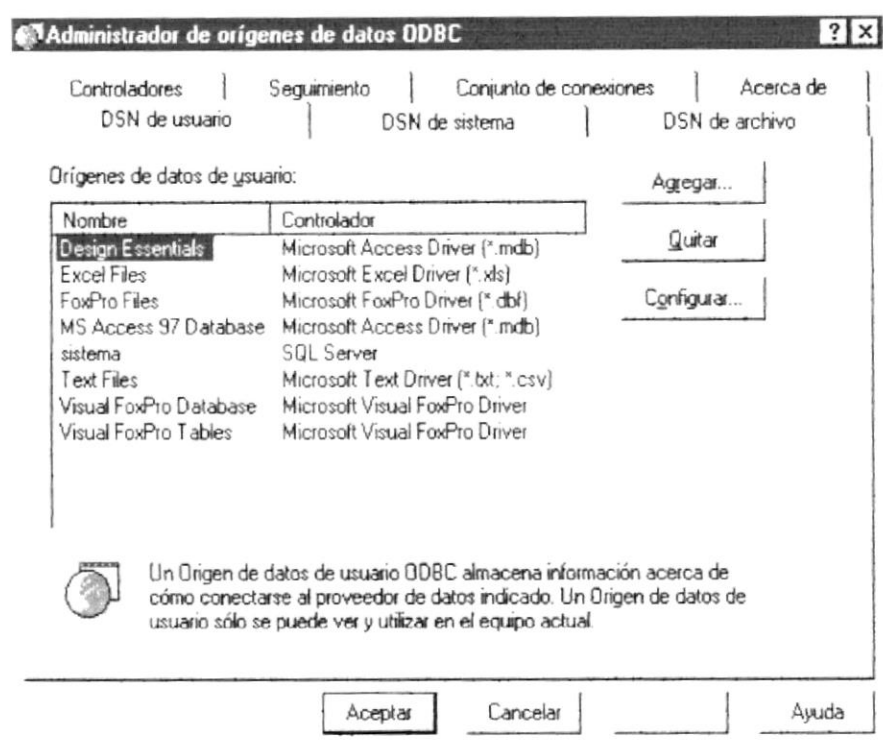 Administrador de orígenes de datos ODBC
Controladores Seguimiento Conjunto de conexiones Acerca de
DSN de usuario DSN de sistema DSN de archivo
Orígenes de datos de usuario:
Agregar...
Nombre Controlador
Design Essentials Microsoft Access Driver (*.mdb)
Quitar
Excel Files Microsoft Excel Driver (*.xls)
FoxPro Files Microsoft FoxPro Driver (*.dbf)
Configurar...
MS Access 97 Database Microsoft Access Driver (*.mdb)
sistema SQL Server
Text Files Microsoft Text Driver (*.txt; *.csv)
Visual FoxPro Database Microsoft Visual FoxPro Driver
Visual FoxPro Tables Microsoft Visual FoxPro Driver
Un Origen de datos de usuario ODBC almacena información acerca de
cómo conectarse al proveedor de datos indicado. Un Origen de datos de
usuario sólo se puede ver y utilizar en el equipo actual.
Aceptar Cancelar Ayuda